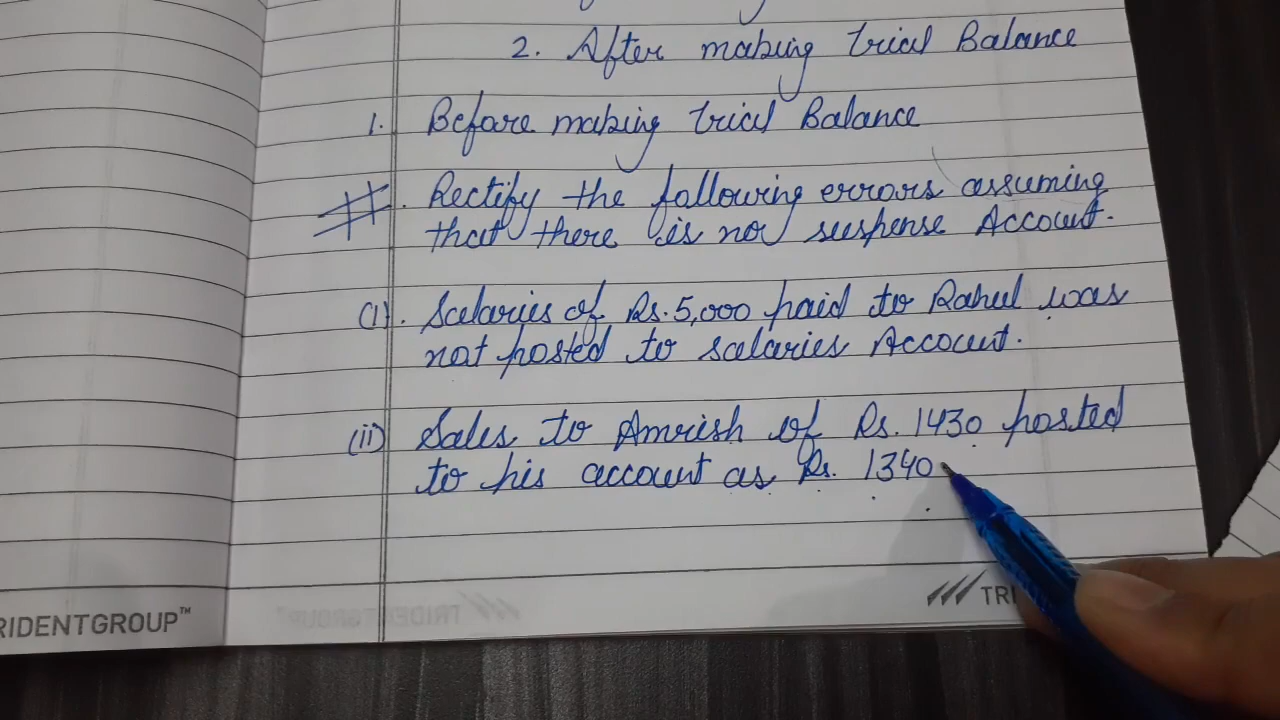 2. After making trial Balance
1. Before making trial Balance
#. Rectify the following errors assuming
that there is no suspense Account.
(i). Salaries of Rs. 5,000 paid to Rahul was
not posted to salaries Account.
(ii) Sales to Amrish of Rs. 1430 posted
to his account as Rs. 1340
RIDENTGROUP™
TRI